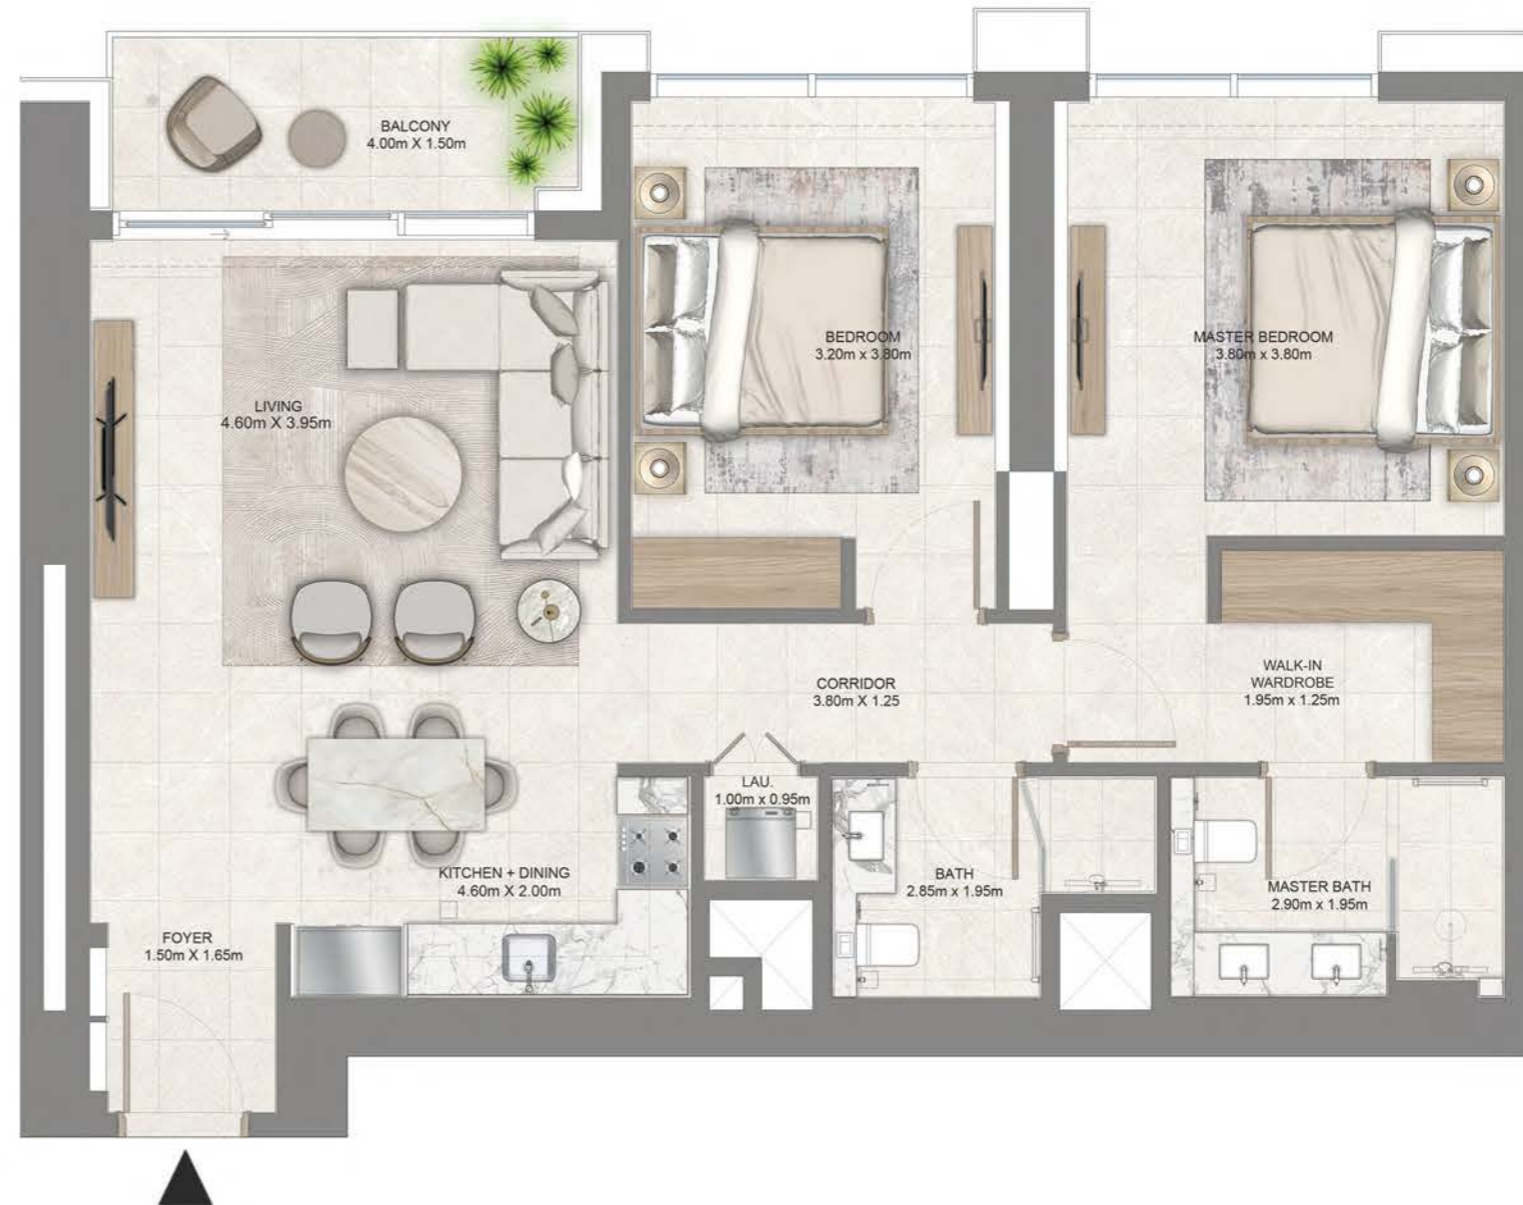 BALCONY
4.00m X 1.50m
BEDROOM
3.20m x 3.80m
MASTER BEDROOM
3.80m x 3.80m
LIVING
4.60m X 3.95m
CORRIDOR
3.80m X 1.25
WALK-IN
WARDROBE
1.95m x 1.25m
LAU.
1.00m x 0.95m
KITCHEN + DINING
4.60m X 2.00m
BATH
2.85m x 1.95m
MASTER BATH
2.90m x 1.95m
FOYER
1.50m X 1.65m